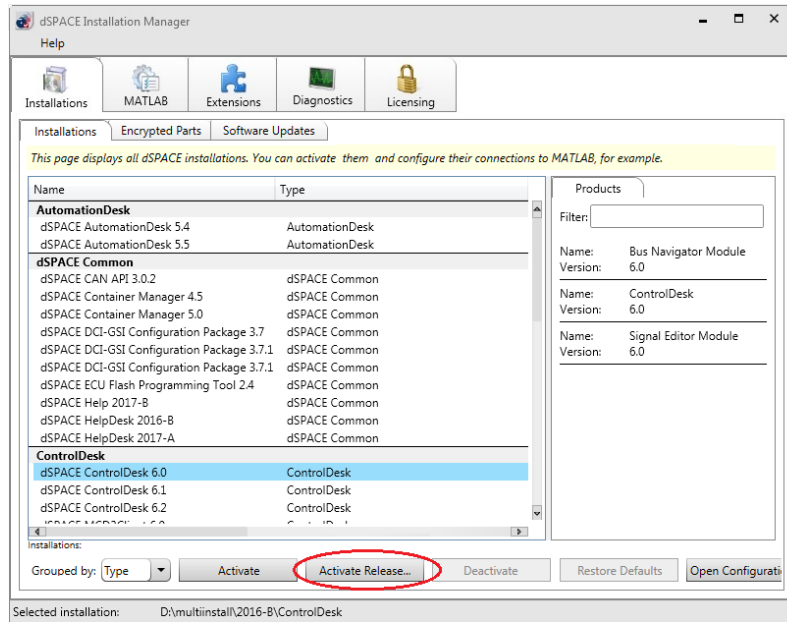 dSPACE Installation Manager
Help
Installations MATLAB Extensions Diagnostics Licensing
Installations Encrypted Parts Software Updates
This page displays all dSPACE installations. You can activate them and configure their connections to MATLAB, for example.
Name Type
AutomationDesk
dSPACE AutomationDesk 5.4 AutomationDesk
dSPACE AutomationDesk 5.5 AutomationDesk
dSPACE Common
dSPACE CAN API 3.0.2 dSPACE Common
dSPACE Container Manager 4.5 dSPACE Common
dSPACE Container Manager 5.0 dSPACE Common
dSPACE DCI-GSI Configuration Package 3.7 dSPACE Common
dSPACE DCI-GSI Configuration Package 3.7.1 dSPACE Common
dSPACE DCI-GSI Configuration Package 3.7.1 dSPACE Common
dSPACE ECU Flash Programming Tool 2.4 dSPACE Common
dSPACE Help 2017-B dSPACE Common
dSPACE HelpDesk 2016-B dSPACE Common
dSPACE HelpDesk 2017-A dSPACE Common
ControlDesk
dSPACE ControlDesk 6.0 ControlDesk
dSPACE ControlDesk 6.1 ControlDesk
dSPACE ControlDesk 6.2 ControlDesk
Products
Filter:
Name: Bus Navigator Module
Version: 6.0
Name: ControlDesk
Version: 6.0
Name: Signal Editor Module
Version: 6.0
Installations:
Grouped by: Type Activate Activate Release... Deactivate Restore Defaults Open Configurati
Selected installation: D:\multiinstall\2016-B\ControlDesk